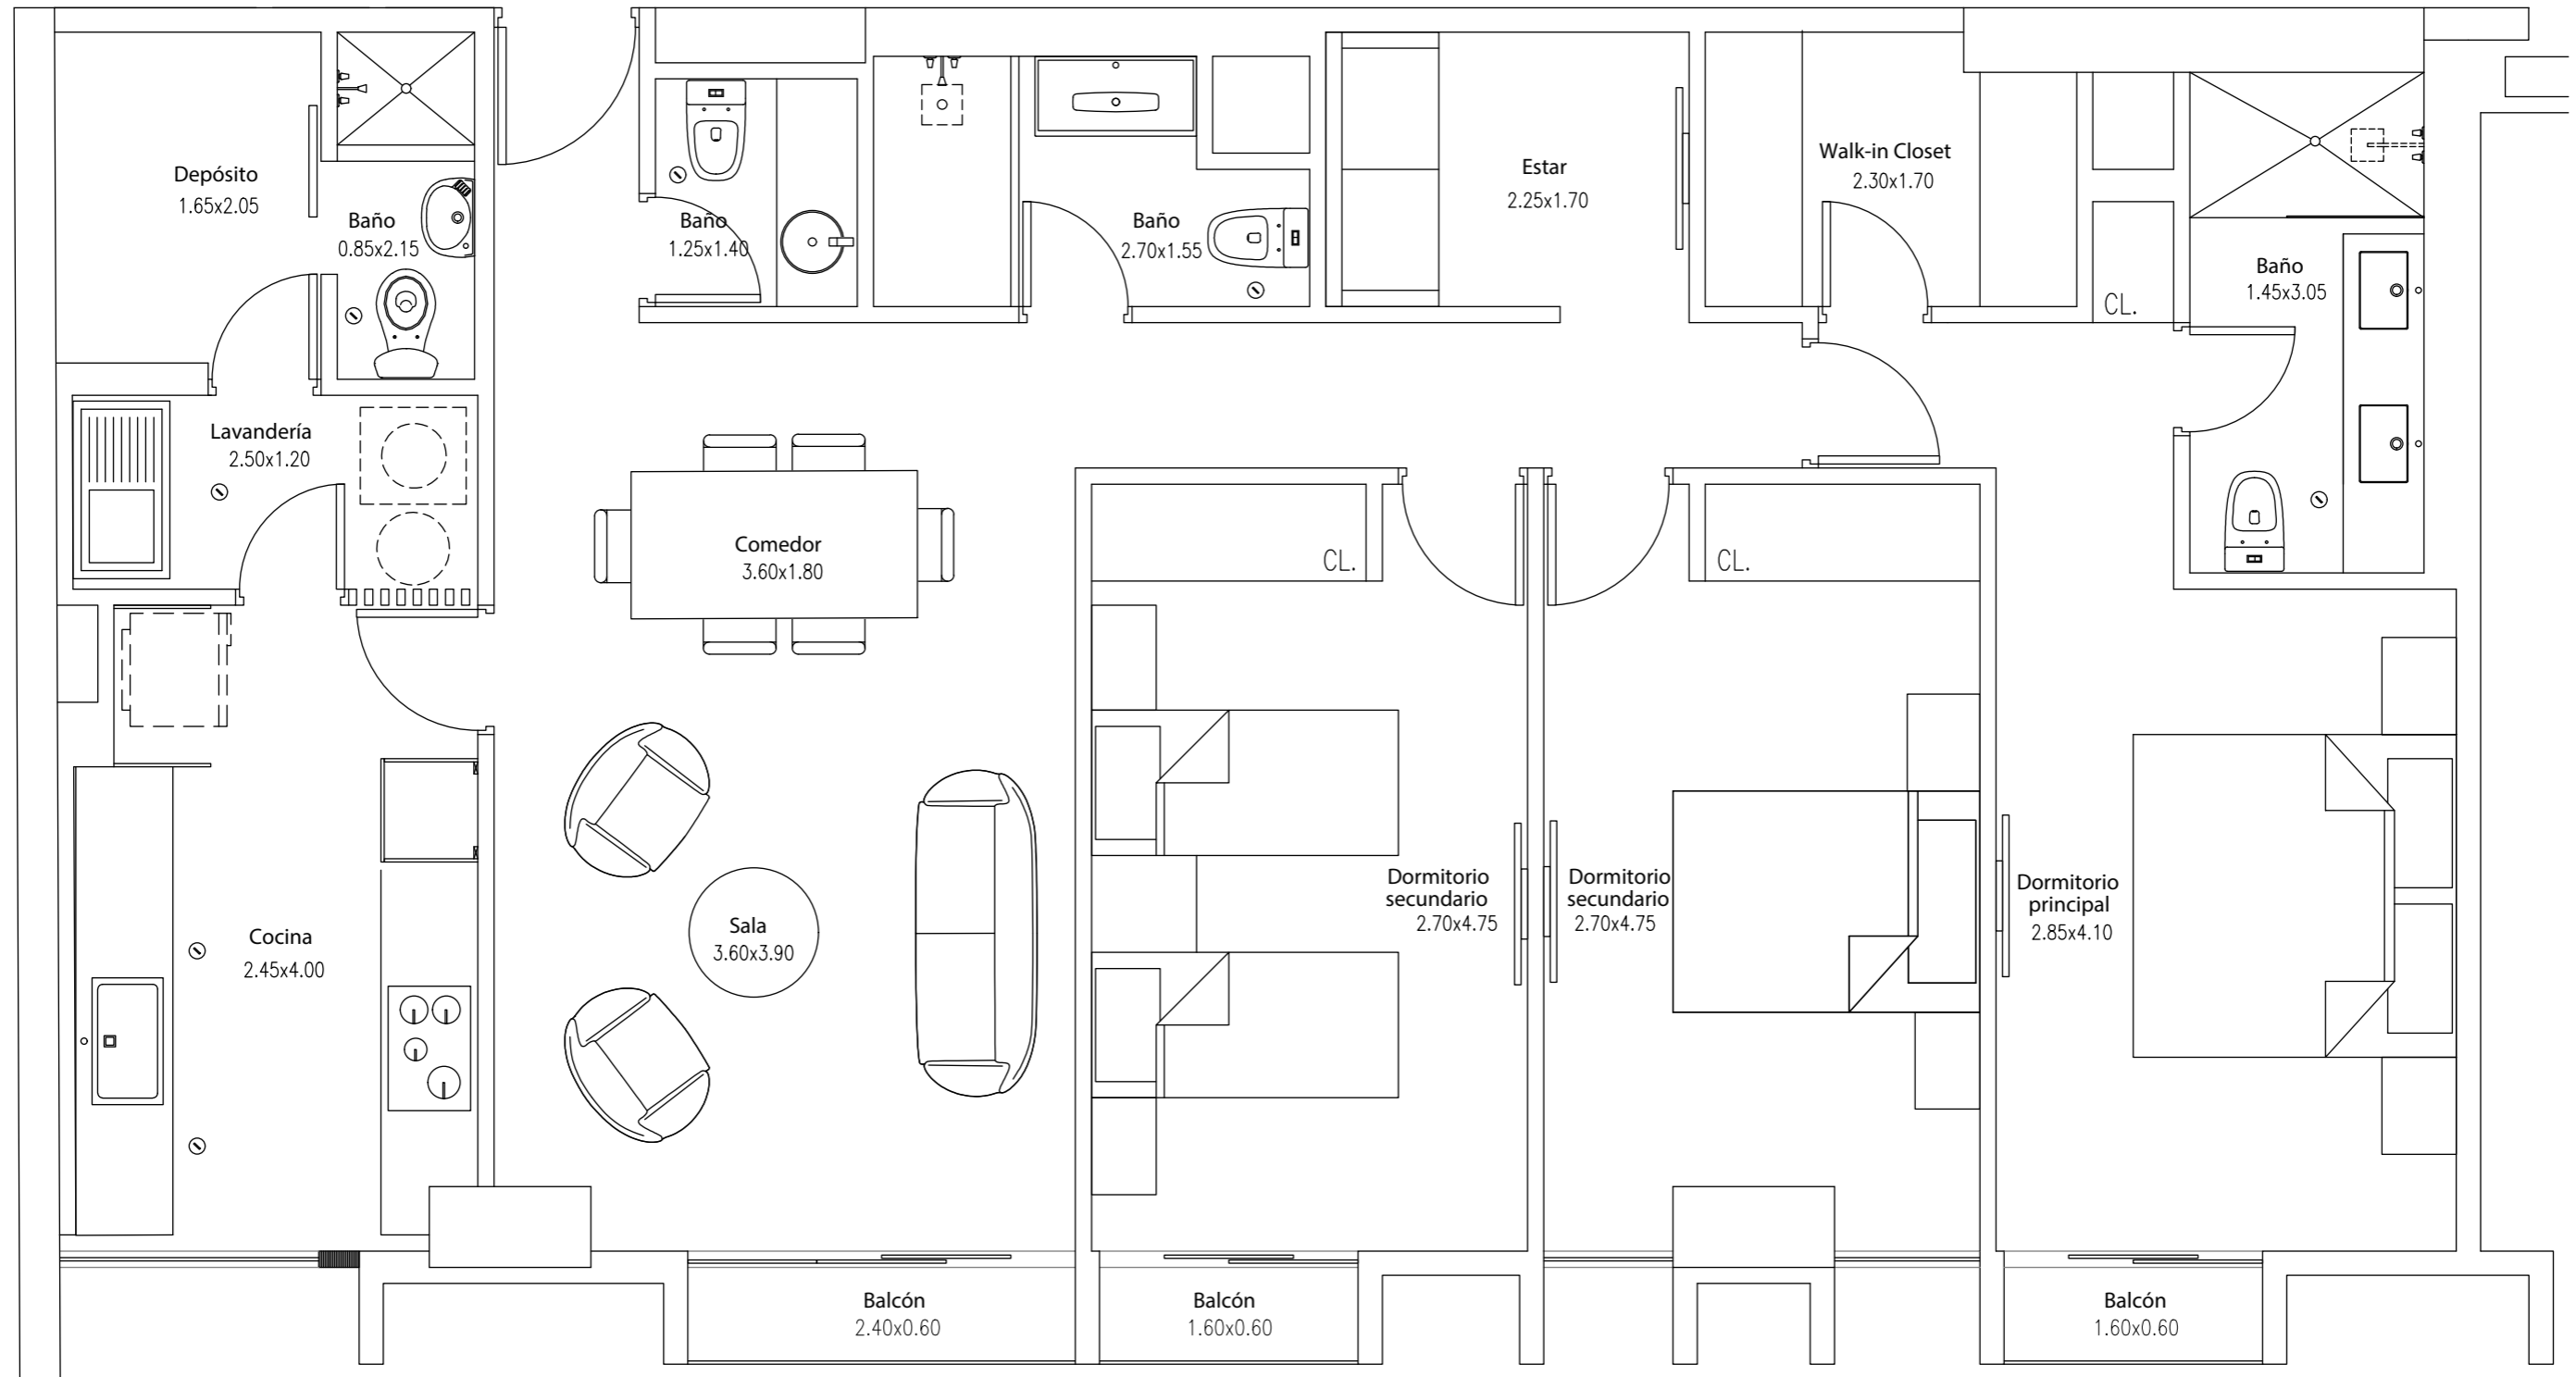 Depósito
1.65x2.05
Baño
0.85x2.15
Baño
1.25x1.40
Baño
2.70x1.55
Estar
2.25x1.70
Walk-in Closet
2.30x1.70
CL.
Baño
1.45x3.05
Lavandería
2.50x1.20
Comedor
3.60x1.80
CL.
CL.
Cocina
2.45x4.00
Sala
3.60x3.90
Dormitorio
secundario
2.70x4.75
Dormitorio
secundario
2.70x4.75
Dormitorio
principal
2.85x4.10
Balcón
2.40x0.60
Balcón
1.60x0.60
Balcón
1.60x0.60